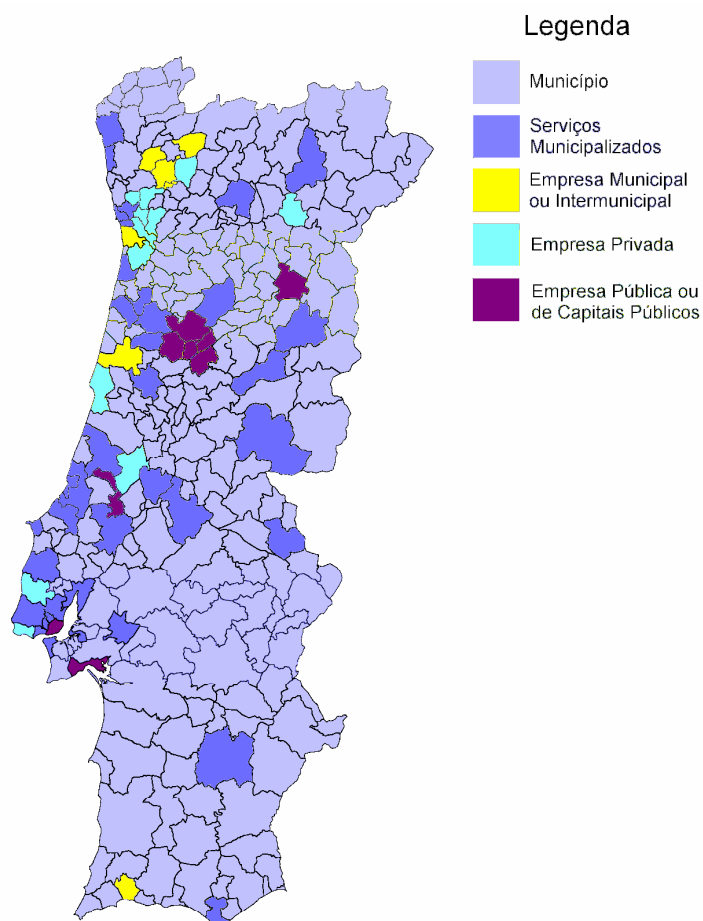 Legenda
Município
Serviços
Municipalizados
Empresa Municipal
ou Intermunicipal
Empresa Privada
Empresa Pública ou
de Capitais Públicos